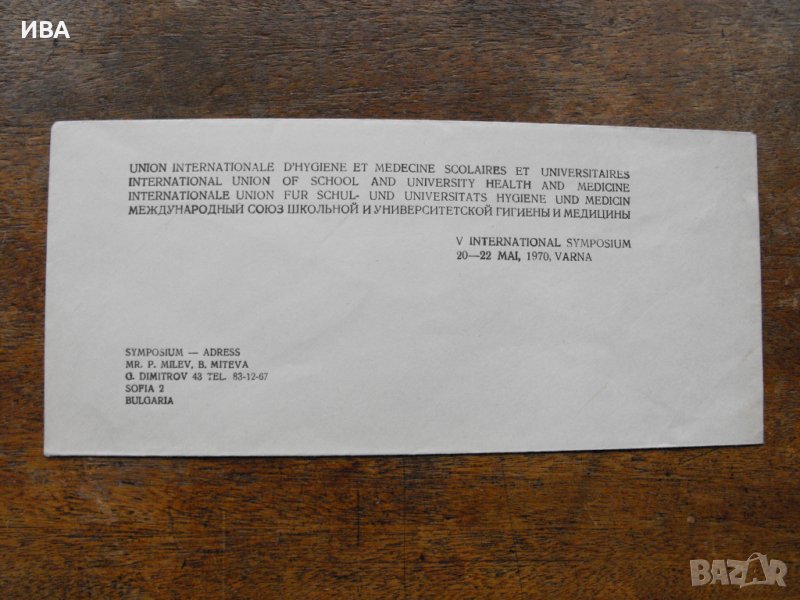 ИВА
UNION INTERNATIONALE D'HYGIENE ET MEDECINE SCOLAIRES ET UNIVERSITAIRES
INTERNATIONAL UNION OF SCHOOL AND UNIVERSITY HEALTH AND MEDICINE
INTERNATIONALE UNION FUR SCHUL- UND UNIVERSITATS HYGIENE UND MEDICIN
МЕЖДУНАРОДНЫЙ СОЮЗ ШКОЛЬНОЙ И УНИВЕРСИТЕТСКОЙ ГИГИЕНЫ И МЕДИЦИНЫ
V INTERNATIONAL SYMPOSIUM
20—22 MAI, 1970, VARNA
SYMPOSIUM — ADRESS
MR. P. MILEV, B. MITEVA
G. DIMITROV 43 TEL. 83-12-67
SOFIA 2
BULGARIA
BAZAR